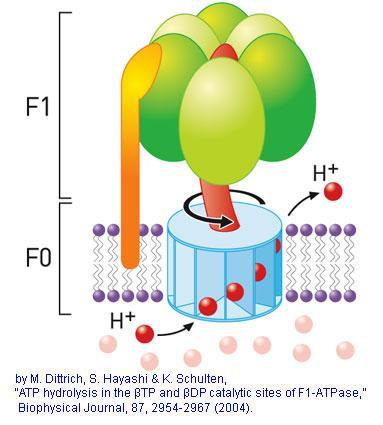 F1
H+
F0
H+
by M. Dittrich, S. Hayashi & K. Schulten,
"ATP hydrolysis in the βTP and βDP catalytic sites of F1-ATPase,"
Biophysical Journal, 87, 2954-2967 (2004).